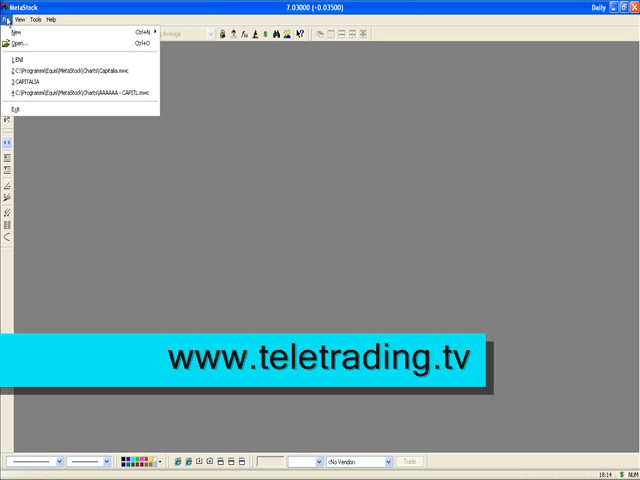 MetaStock
7.03000 (-0.03500)
Daily
View Tools Help
New Ctrl+N
Open... Ctrl+O
1 ENI
2 C:\Programmi\Equis\MetaStock\Charts\Capitalia.mwc
3 CAPITALIA
4 C:\Programmi\Equis\MetaStock\Charts\AAAAAA - CAPITL.mwc
Exit
Average
www.teletrading.tv
<No Vendor>
Trade
18:14 $ NUM